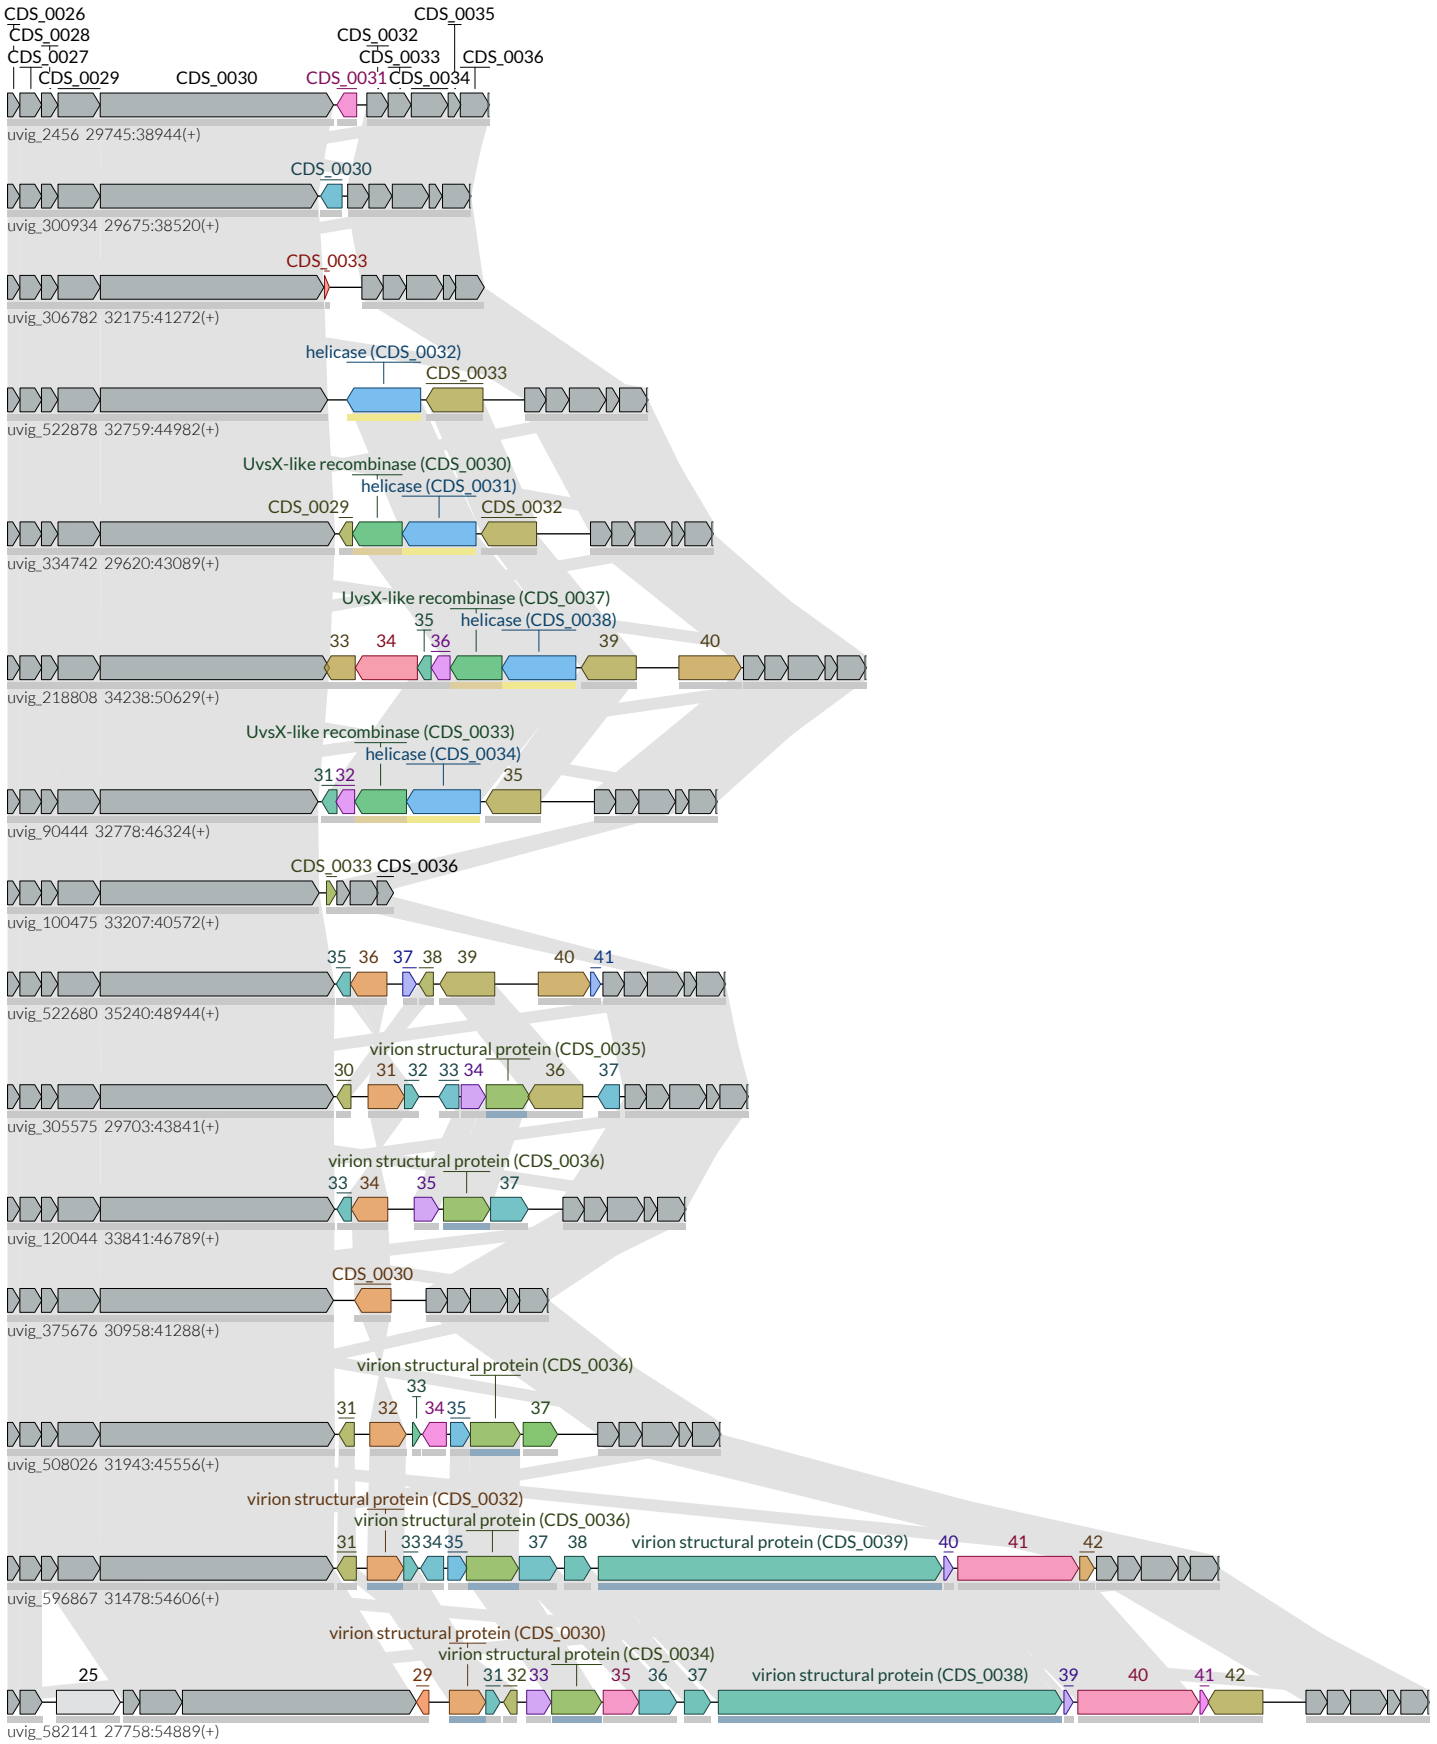 CDS_0026 CDS_0035
CDS_0028 CDS_0032
CDS_0027 CDS_0033 CDS_0036
CDS_0029 CDS_0030 CDS_0031 CDS_0034
uvig_2456 29745:38944(+)
CDS_0030
uvig_300934 29675:38520(+)
CDS_0033
uvig_306782 32175:41272(+)
helicase (CDS_0032)
CDS_0033
uvig_522878 32759:44982(+)
UvsX-like recombinase (CDS_0030)
helicase (CDS_0031)
CDS_0029 CDS_0032
uvig_334742 29620:43089(+)
UvsX-like recombinase (CDS_0037)
35 helicase (CDS_0038)
33 34 36 39 40
uvig_218808 34238:50629(+)
UvsX-like recombinase (CDS_0033)
helicase (CDS_0034)
31 32 35
uvig_90444 32778:46324(+)
CDS_0033 CDS_0036
uvig_100475 33207:40572(+)
35 36 37 38 39 40 41
uvig_522680 35240:48944(+)
virion structural protein (CDS_0035)
30 31 32 33 34 36 37
uvig_305575 29703:43841(+)
virion structural protein (CDS_0036)
33 34 35 37
uvig_120044 33841:46789(+)
CDS_0030
uvig_375676 30958:41288(+)
virion structural protein (CDS_0036)
33
31 32 34 35 37
uvig_508026 31943:45556(+)
virion structural protein (CDS_0032)
virion structural protein (CDS_0036)
31 33 34 35 37 38 virion structural protein (CDS_0039) 40 41 42
uvig_596867 31478:54606(+)
virion structural protein (CDS_0030)
virion structural protein (CDS_0034)
25 29 31 32 33 35 36 37 virion structural protein (CDS_0038) 39 40 41 42
uvig_582141 27758:54889(+)